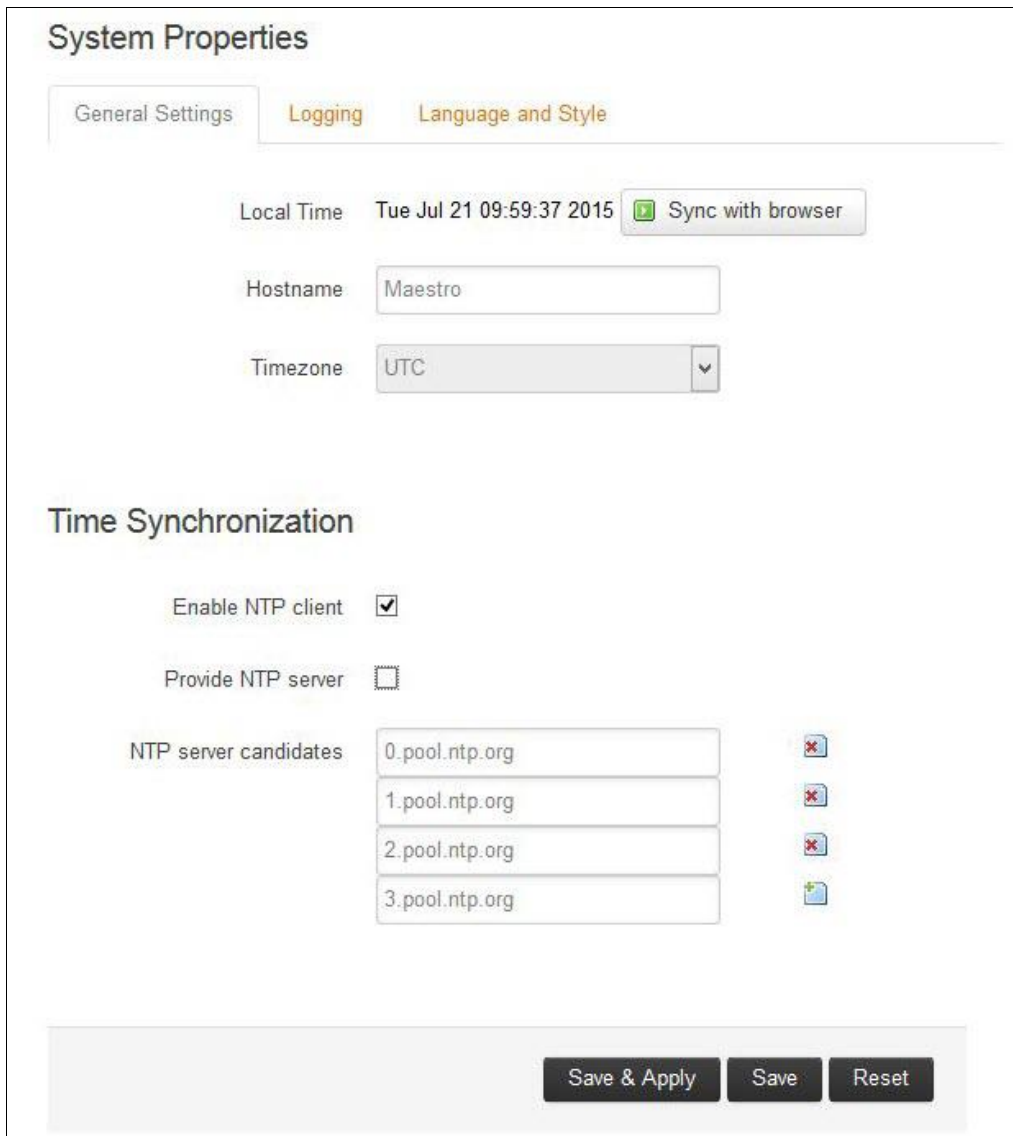 System Properties
General Settings Logging Language and Style
Local Time Tue Jul 21 09:59:37 2015 Sync with browser
Hostname Maestro
Timezone UTC
Time Synchronization
Enable NTP client
Provide NTP server
NTP server candidates 0.pool.ntp.org
1.pool.ntp.org
2.pool.ntp.org
3.pool.ntp.org
Save & Apply Save Reset